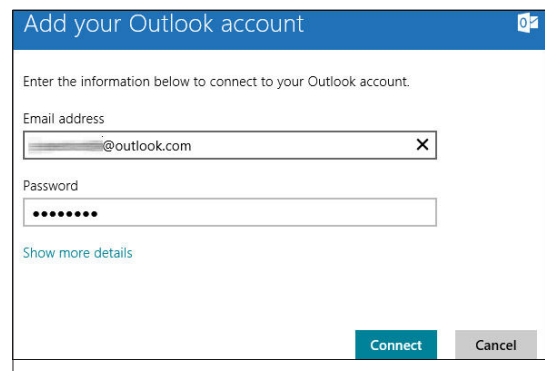 Add your Outlook account
Enter the information below to connect to your Outlook account.
Email address
@outlook.com
Password
••••••••
Show more details
Connect Cancel